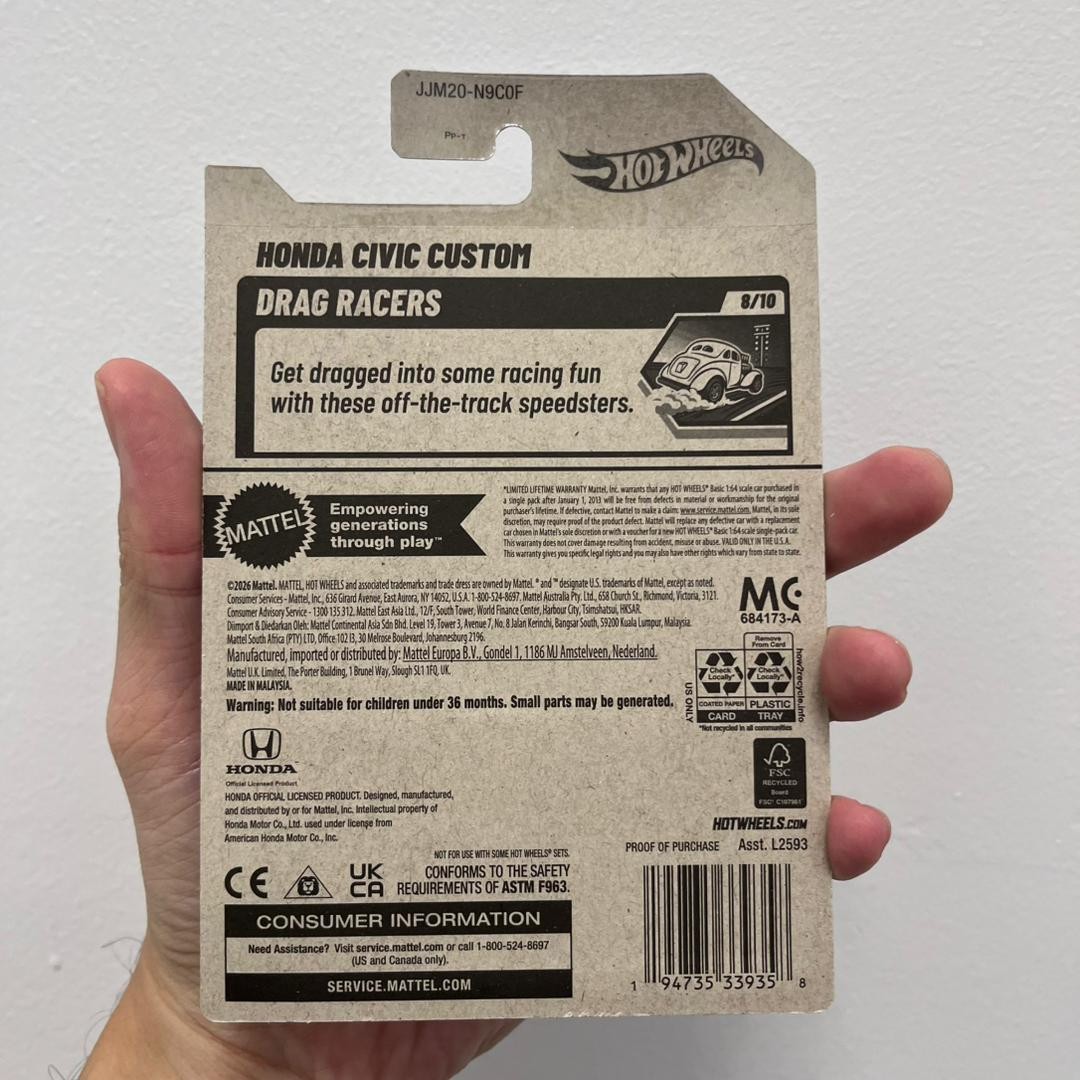 JJM20-N9C0F
PP-T
HOT WHEELS
HONDA CIVIC CUSTOM
DRAG RACERS
8/10
Get dragged into some racing fun
with these off-the-track speedsters.
MATTEL
Empowering
generations
through play™
*LIMITED LIFETIME WARRANTY Mattel, Inc. warrants that any HOT WHEELS® Basic 1:64 scale car purchased in
a single pack after January 1, 2013 will be free from defects in material or workmanship for the original
purchaser's lifetime. If defective, contact Mattel to make a claim: www.service.mattel.com. Mattel, in its sole
discretion, may require proof of the product defect. Mattel will replace any defective car with a replacement
car chosen in Mattel's sole discretion or with a voucher for a new HOT WHEELS® Basic 1:64 scale single-pack car.
This warranty does not cover damage resulting from accident, misuse or abuse. VALID ONLY IN THE U.S.A.
This warranty gives you specific legal rights and you may also have other rights which vary from state to state.
©2026 Mattel. MATTEL, HOT WHEELS and associated trademarks and trade dress are owned by Mattel. ® and ™ designate U.S. trademarks of Mattel, except as noted.
Consumer Services - Mattel, Inc., 636 Girard Avenue, East Aurora, NY 14052, U.S.A. 1-800-524-8697. Mattel Australia Pty. Ltd., 658 Church St., Richmond, Victoria, 3121.
Consumer Advisory Service - 1300 135 312. Mattel East Asia Ltd., 12/F, South Tower, World Finance Center, Harbour City, Tsimshatsui, HKSAR.
Diimport & Diedarkan Oleh: Mattel Continental Asia Sdn Bhd. Level 19, Tower 3, Avenue 7, No. 8 Jalan Kerinchi, Bangsar South, 59200 Kuala Lumpur, Malaysia.
Mattel South Africa (PTY) LTD, Office 102 I3, 30 Melrose Boulevard, Johannesburg 2196.
Manufactured, imported or distributed by: Mattel Europa B.V., Gondel 1, 1186 MJ Amstelveen, Nederland.
Mattel U.K. Limited, The Porter Building, 1 Brunel Way, Slough SL1 1FQ, UK.
MADE IN MALAYSIA.
Warning: Not suitable for children under 36 months. Small parts may be generated.
MC
684173-A
Remove
From Card
Check
Locally*
Check
Locally*
COATED PAPER
PLASTIC
CARD
TRAY
US ONLY
how2recycle.info
*Not recycled in all communities
HONDA
Official Licensed Product
HONDA OFFICIAL LICENSED PRODUCT. Designed, manufactured,
and distributed by or for Mattel, Inc. Intellectual property of
Honda Motor Co., Ltd. used under license from
American Honda Motor Co., Inc.
FSC
RECYCLED
Board
FSC® C107961
HOTWHEELS.COM
PROOF OF PURCHASE Asst. L2593
NOT FOR USE WITH SOME HOT WHEELS® SETS.
CE
UK
CA
CONFORMS TO THE SAFETY
REQUIREMENTS OF ASTM F963.
CONSUMER INFORMATION
Need Assistance? Visit service.mattel.com or call 1-800-524-8697
(US and Canada only).
SERVICE.MATTEL.COM
1 94735 33935 8